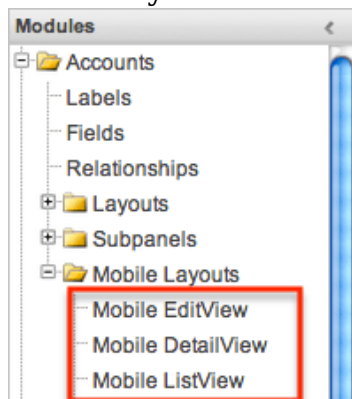 Modules
Accounts
Labels
Fields
Relationships
Layouts
Subpanels
Mobile Layouts
Mobile EditView
Mobile DetailView
Mobile ListView